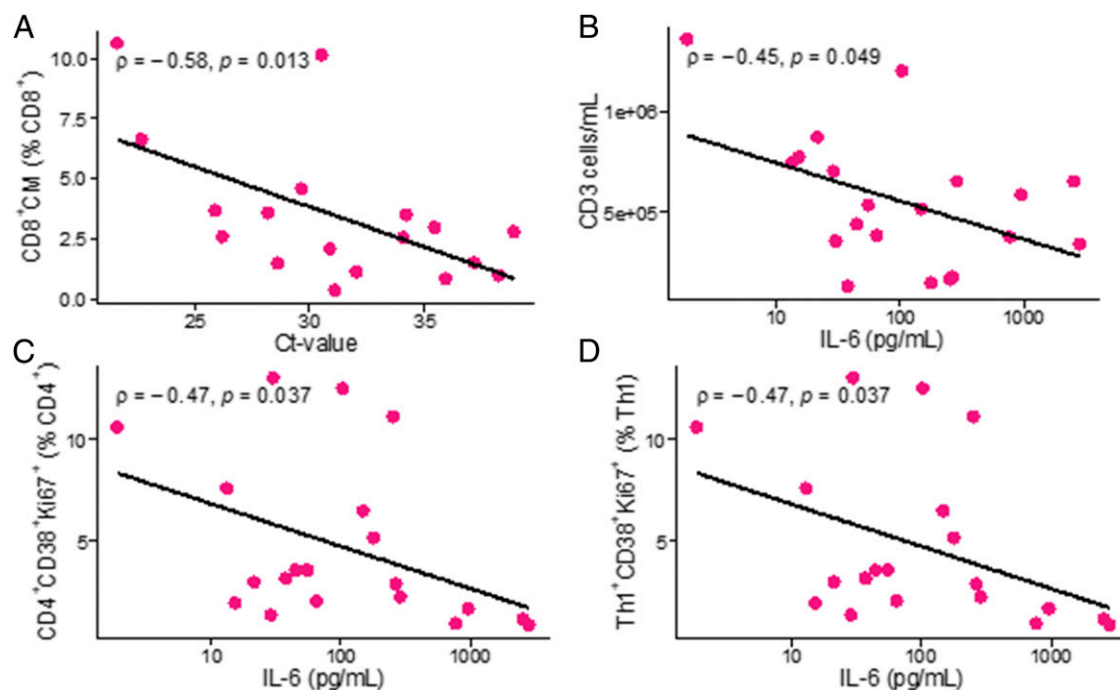 A
ρ = −0.58, p = 0.013
CD8⁺CM (% CD8⁺)
10.0
7.5
5.0
2.5
0.0
25 30 35
Ct-value
B
ρ = −0.45, p = 0.049
CD3 cells/mL
1e+06
5e+05
10 100 1000
IL-6 (pg/mL)
C
ρ = −0.47, p = 0.037
CD4⁺CD38⁺Ki67⁺ (% CD4⁺)
10
5
10 100 1000
IL-6 (pg/mL)
D
ρ = −0.47, p = 0.037
Th1⁺CD38⁺Ki67⁺ (% Th1)
10
5
10 100 1000
IL-6 (pg/mL)